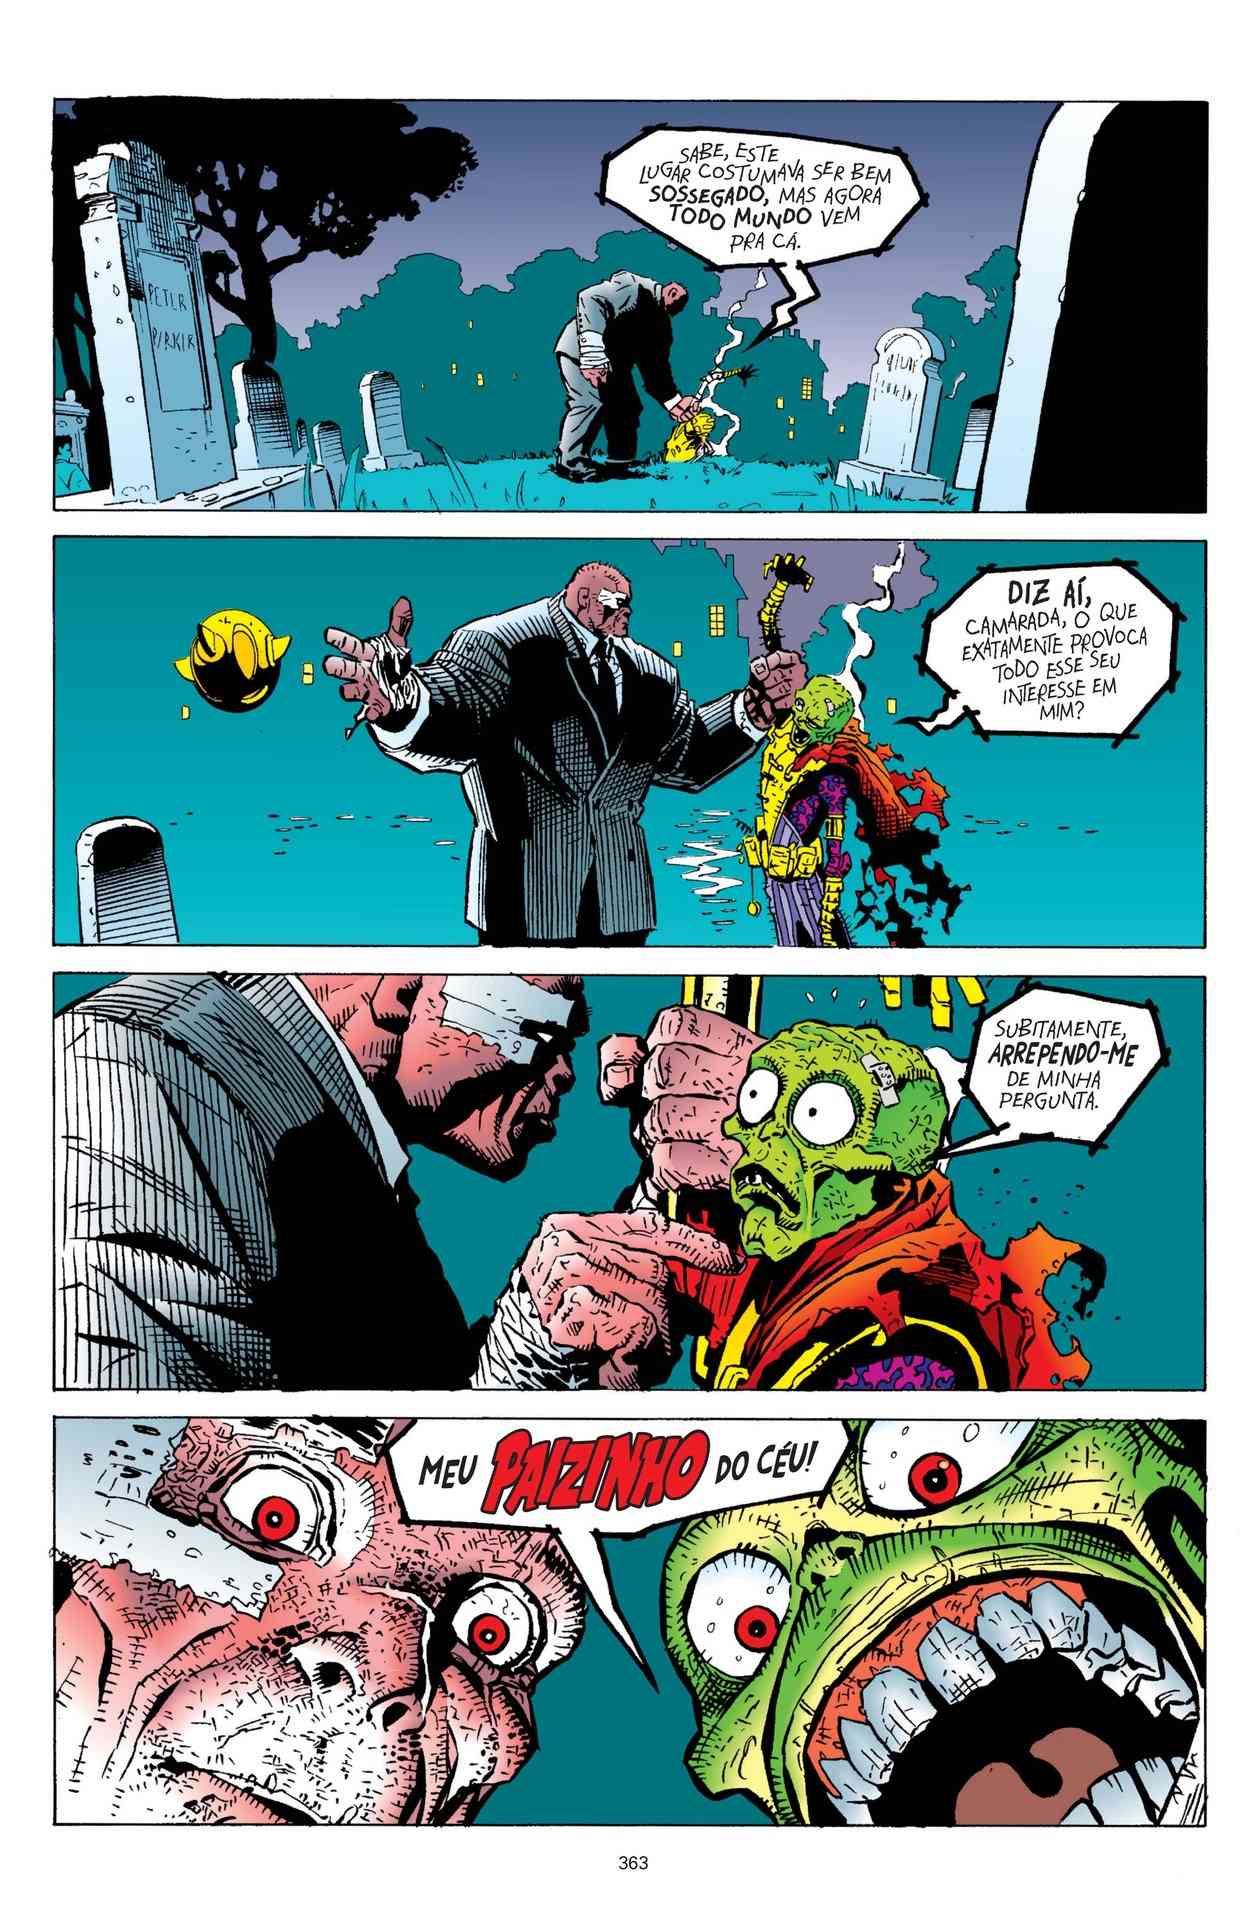 SABE, ESTE
LUGAR COSTUMAVA SER BEM
SOSSEGADO, MAS AGORA
TODO MUNDO VEM
PRA CÁ.
PETER
DIZ AÍ,
CAMARADA, O QUE
EXATAMENTE PROVOCA
TODO ESSE SEU
INTERESSE EM
MIM?
SUBITAMENTE,
ARREPENDO-ME
DE MINHA
PERGUNTA.
MEU PAIZINHO DO CÉU!
363